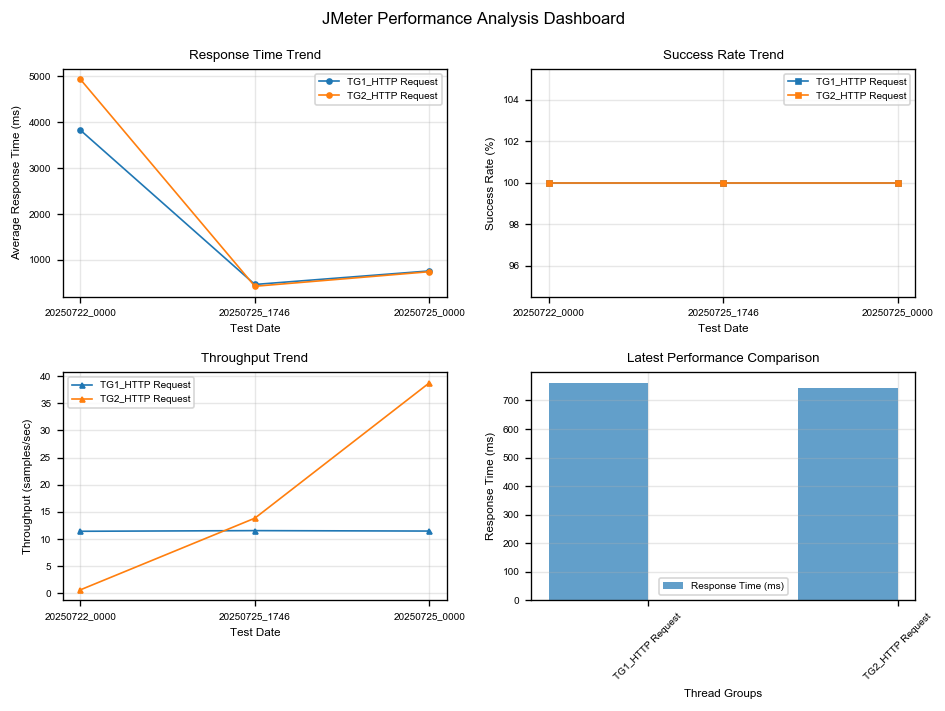 JMeter Performance Analysis Dashboard
Response Time Trend
Average Response Time (ms)
5000
4000
3000
2000
1000
TG1_HTTP Request
TG2_HTTP Request
20250722_0000
20250725_1746
20250725_0000
Test Date
Success Rate Trend
Success Rate (%)
104
102
100
98
96
TG1_HTTP Request
TG2_HTTP Request
20250722_0000
20250725_1746
20250725_0000
Test Date
Throughput Trend
Throughput (samples/sec)
40
35
30
25
20
15
10
5
0
TG1_HTTP Request
TG2_HTTP Request
20250722_0000
20250725_1746
20250725_0000
Test Date
Latest Performance Comparison
Response Time (ms)
700
600
500
400
300
200
100
0
Response Time (ms)
TG1_HTTP Request
TG2_HTTP Request
Thread Groups